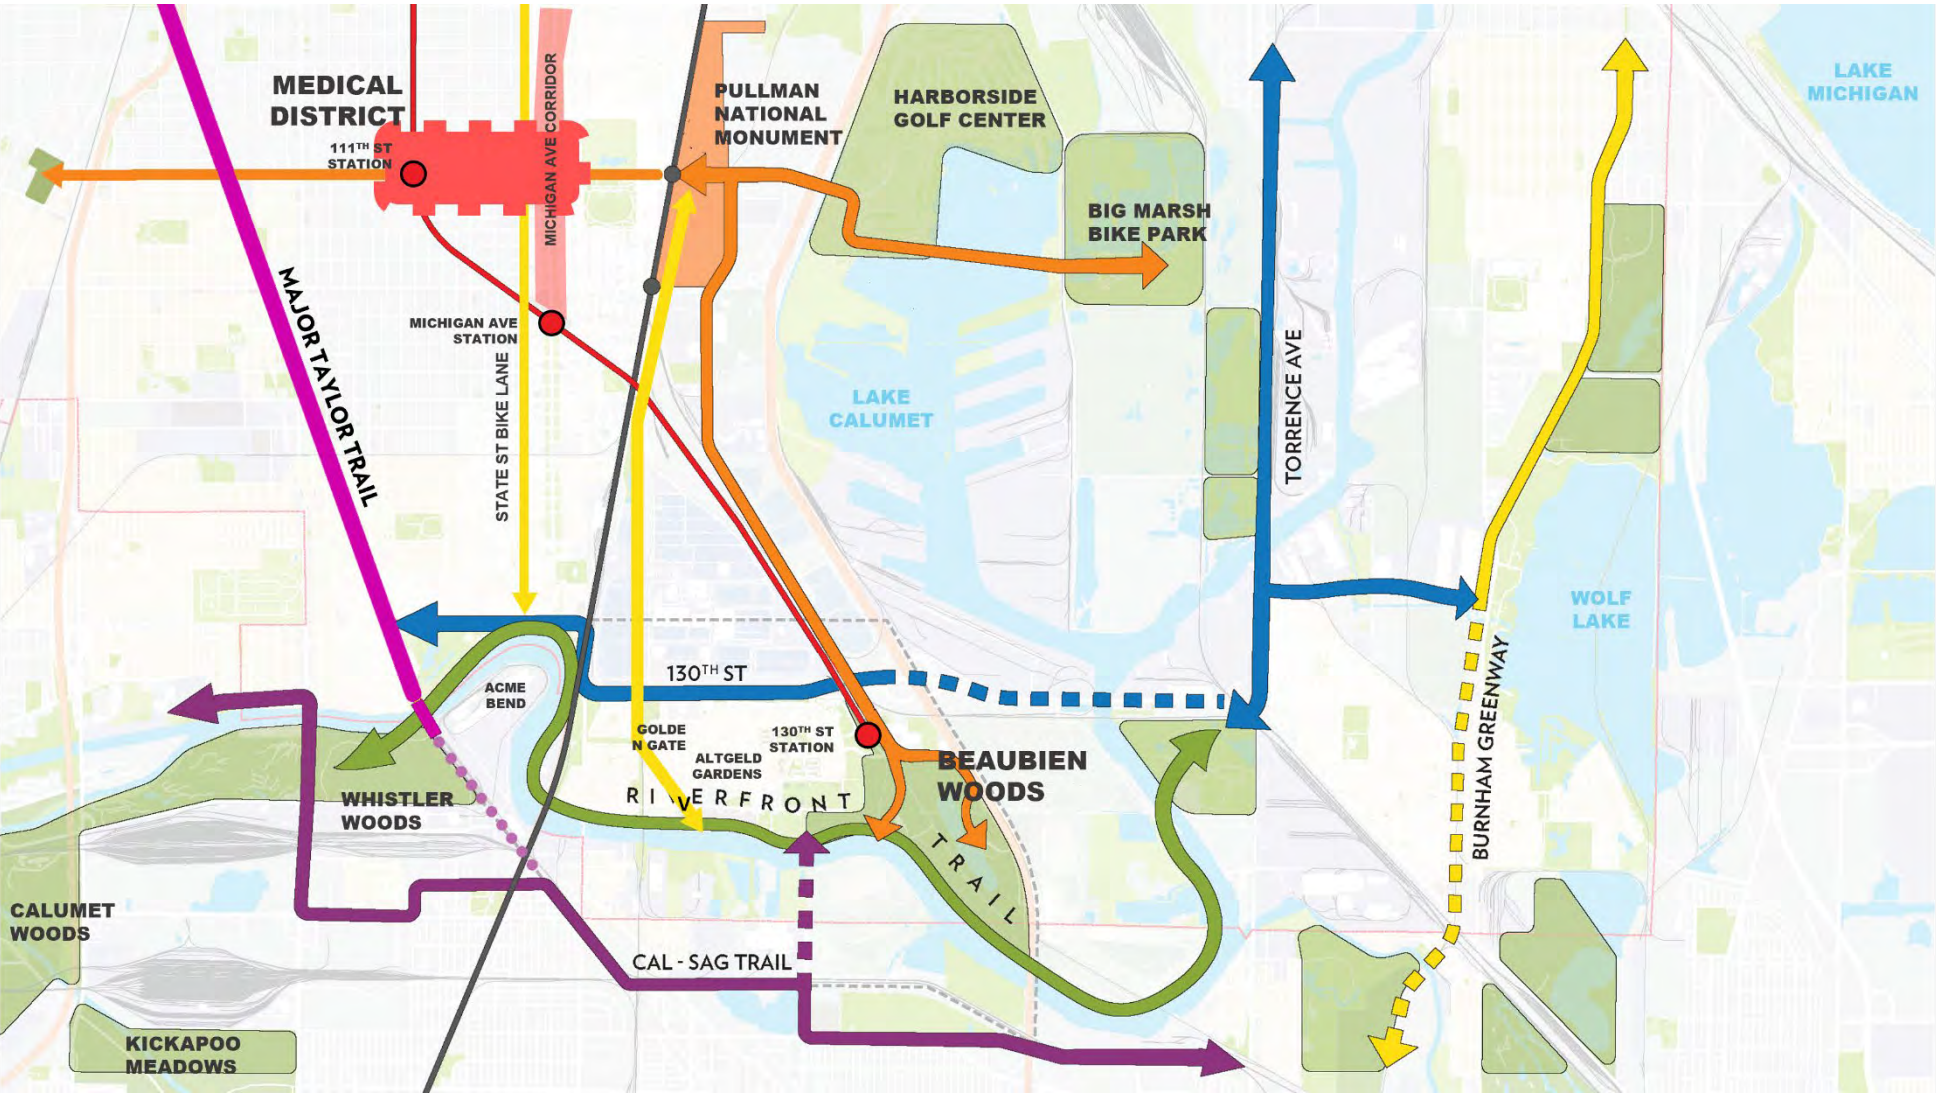 LAKE
MICHIGAN
MEDICAL
DISTRICT
111TH ST
STATION
MICHIGAN AVE CORRIDOR
PULLMAN
NATIONAL
MONUMENT
HARBORSIDE
GOLF CENTER
BIG MARSH
BIKE PARK
MAJOR TAYLOR TRAIL
MICHIGAN AVE
STATION
STATE ST BIKE LANE
LAKE
CALUMET
TORRENCE AVE
WOLF
LAKE
130TH ST
ACME
BEND
GOLDE
N GATE
130TH ST
STATION
ALTGELD
GARDENS
BEAUBIEN
WOODS
RIVERFRONT
TRAIL
BURNHAM GREENWAY
WHISTLER
WOODS
CALUMET
WOODS
CAL - SAG TRAIL
KICKAPOO
MEADOWS